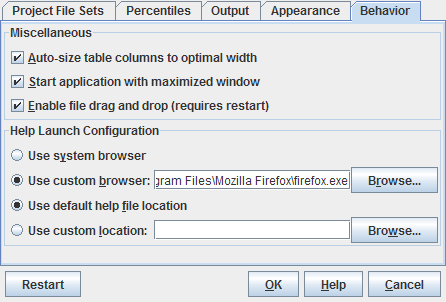 Project File Sets Percentiles Output Appearance Behavior
Miscellaneous
Auto-size table columns to optimal width
Start application with maximized window
Enable file drag and drop (requires restart)
Help Launch Configuration
Use system browser
Use custom browser: gram Files\Mozilla Firefox\firefox.exe Browse...
Use default help file location
Use custom location: Browse...
Restart OK Help Cancel